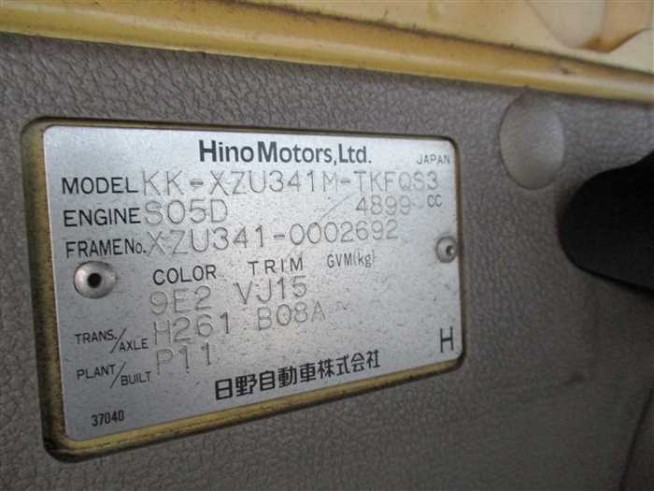 Hino Motors, Ltd. JAPAN
MODEL KK-XZU341M-TKFQS3
ENGINE S05D 4899 CC
FRAME No. XZU341-0002692
COLOR TRIM GVM(kg)
9E2 VJ15
TRANS./AXLE H261 B08A
PLANT/BUILT P11 H
日野自動車株式会社
37040